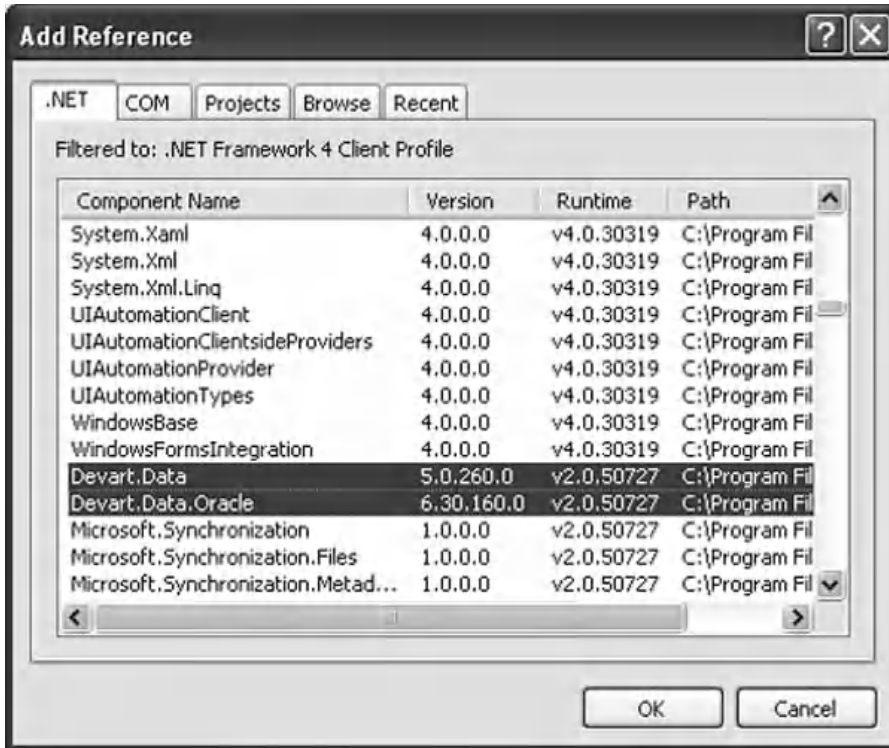 Add Reference
.NET COM Projects Browse Recent
Filtered to: .NET Framework 4 Client Profile
Component Name Version Runtime Path
System.Xaml 4.0.0.0 v4.0.30319 C:\Program Fil
System.Xml 4.0.0.0 v4.0.30319 C:\Program Fil
System.Xml.Linq 4.0.0.0 v4.0.30319 C:\Program Fil
UIAutomationClient 4.0.0.0 v4.0.30319 C:\Program Fil
UIAutomationClientsideProviders 4.0.0.0 v4.0.30319 C:\Program Fil
UIAutomationProvider 4.0.0.0 v4.0.30319 C:\Program Fil
UIAutomationTypes 4.0.0.0 v4.0.30319 C:\Program Fil
WindowsBase 4.0.0.0 v4.0.30319 C:\Program Fil
WindowsFormsIntegration 4.0.0.0 v4.0.30319 C:\Program Fil
Devart.Data 5.0.260.0 v2.0.50727 C:\Program Fil
Devart.Data.Oracle 6.30.160.0 v2.0.50727 C:\Program Fil
Microsoft.Synchronization 1.0.0.0 v2.0.50727 C:\Program Fil
Microsoft.Synchronization.Files 1.0.0.0 v2.0.50727 C:\Program Fil
Microsoft.Synchronization.Metad... 1.0.0.0 v2.0.50727 C:\Program Fil
OK Cancel